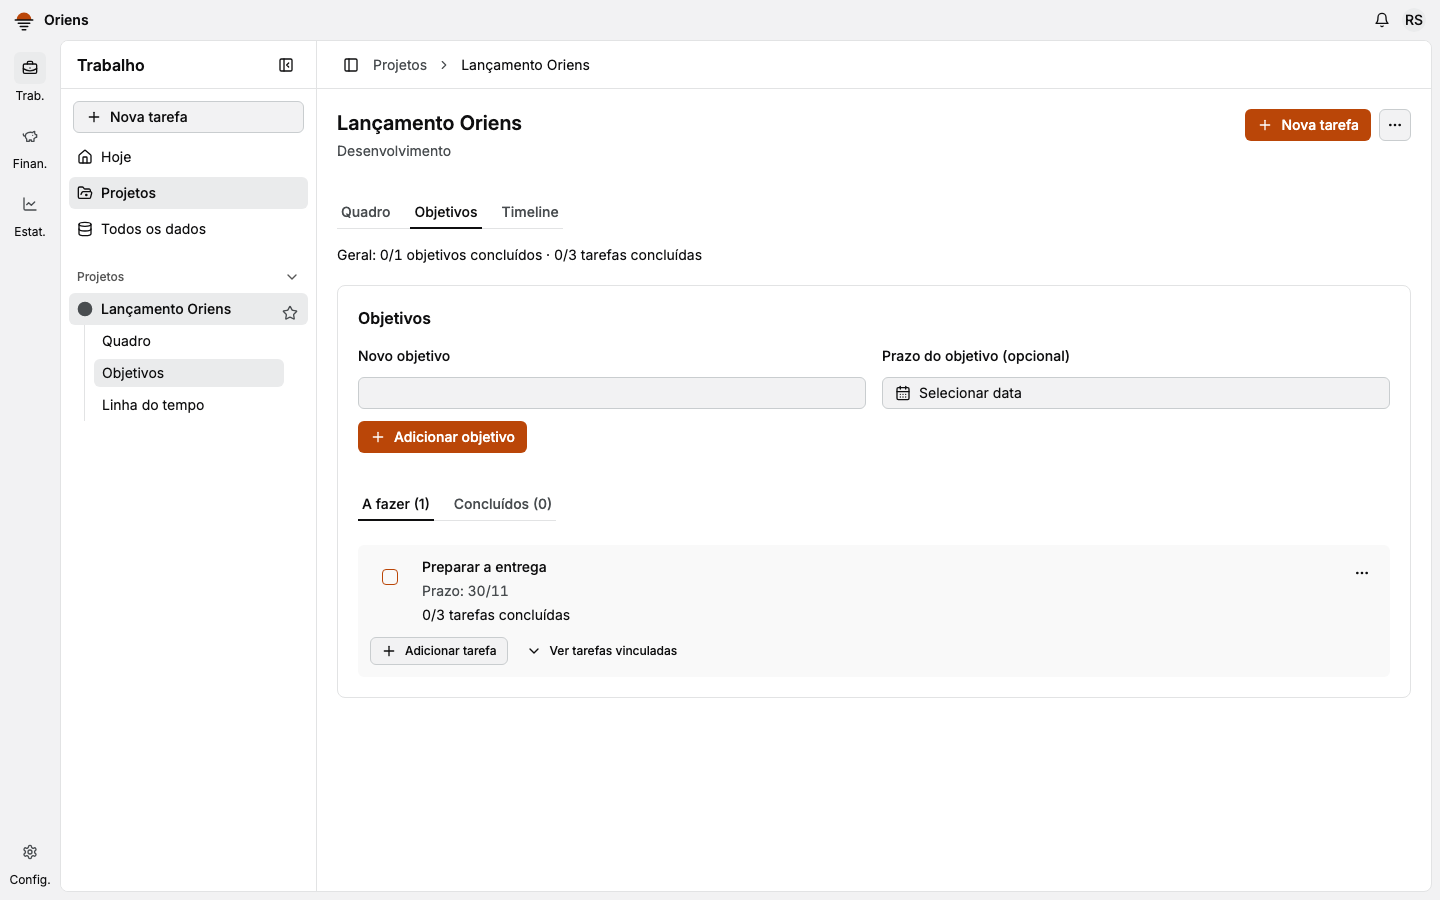 Oriens
RS
Trab.
Finan.
Estat.
Config.
Trabalho
Nova tarefa
Hoje
Projetos
Todos os dados
Projetos
Lançamento Oriens
Quadro
Objetivos
Linha do tempo
Projetos > Lançamento Oriens
Lançamento Oriens
Desenvolvimento
Nova tarefa
Quadro Objetivos Timeline
Geral: 0/1 objetivos concluídos · 0/3 tarefas concluídas
Objetivos
Novo objetivo
Prazo do objetivo (opcional)
Selecionar data
Adicionar objetivo
A fazer (1) Concluídos (0)
Preparar a entrega
Prazo: 30/11
0/3 tarefas concluídas
Adicionar tarefa
Ver tarefas vinculadas